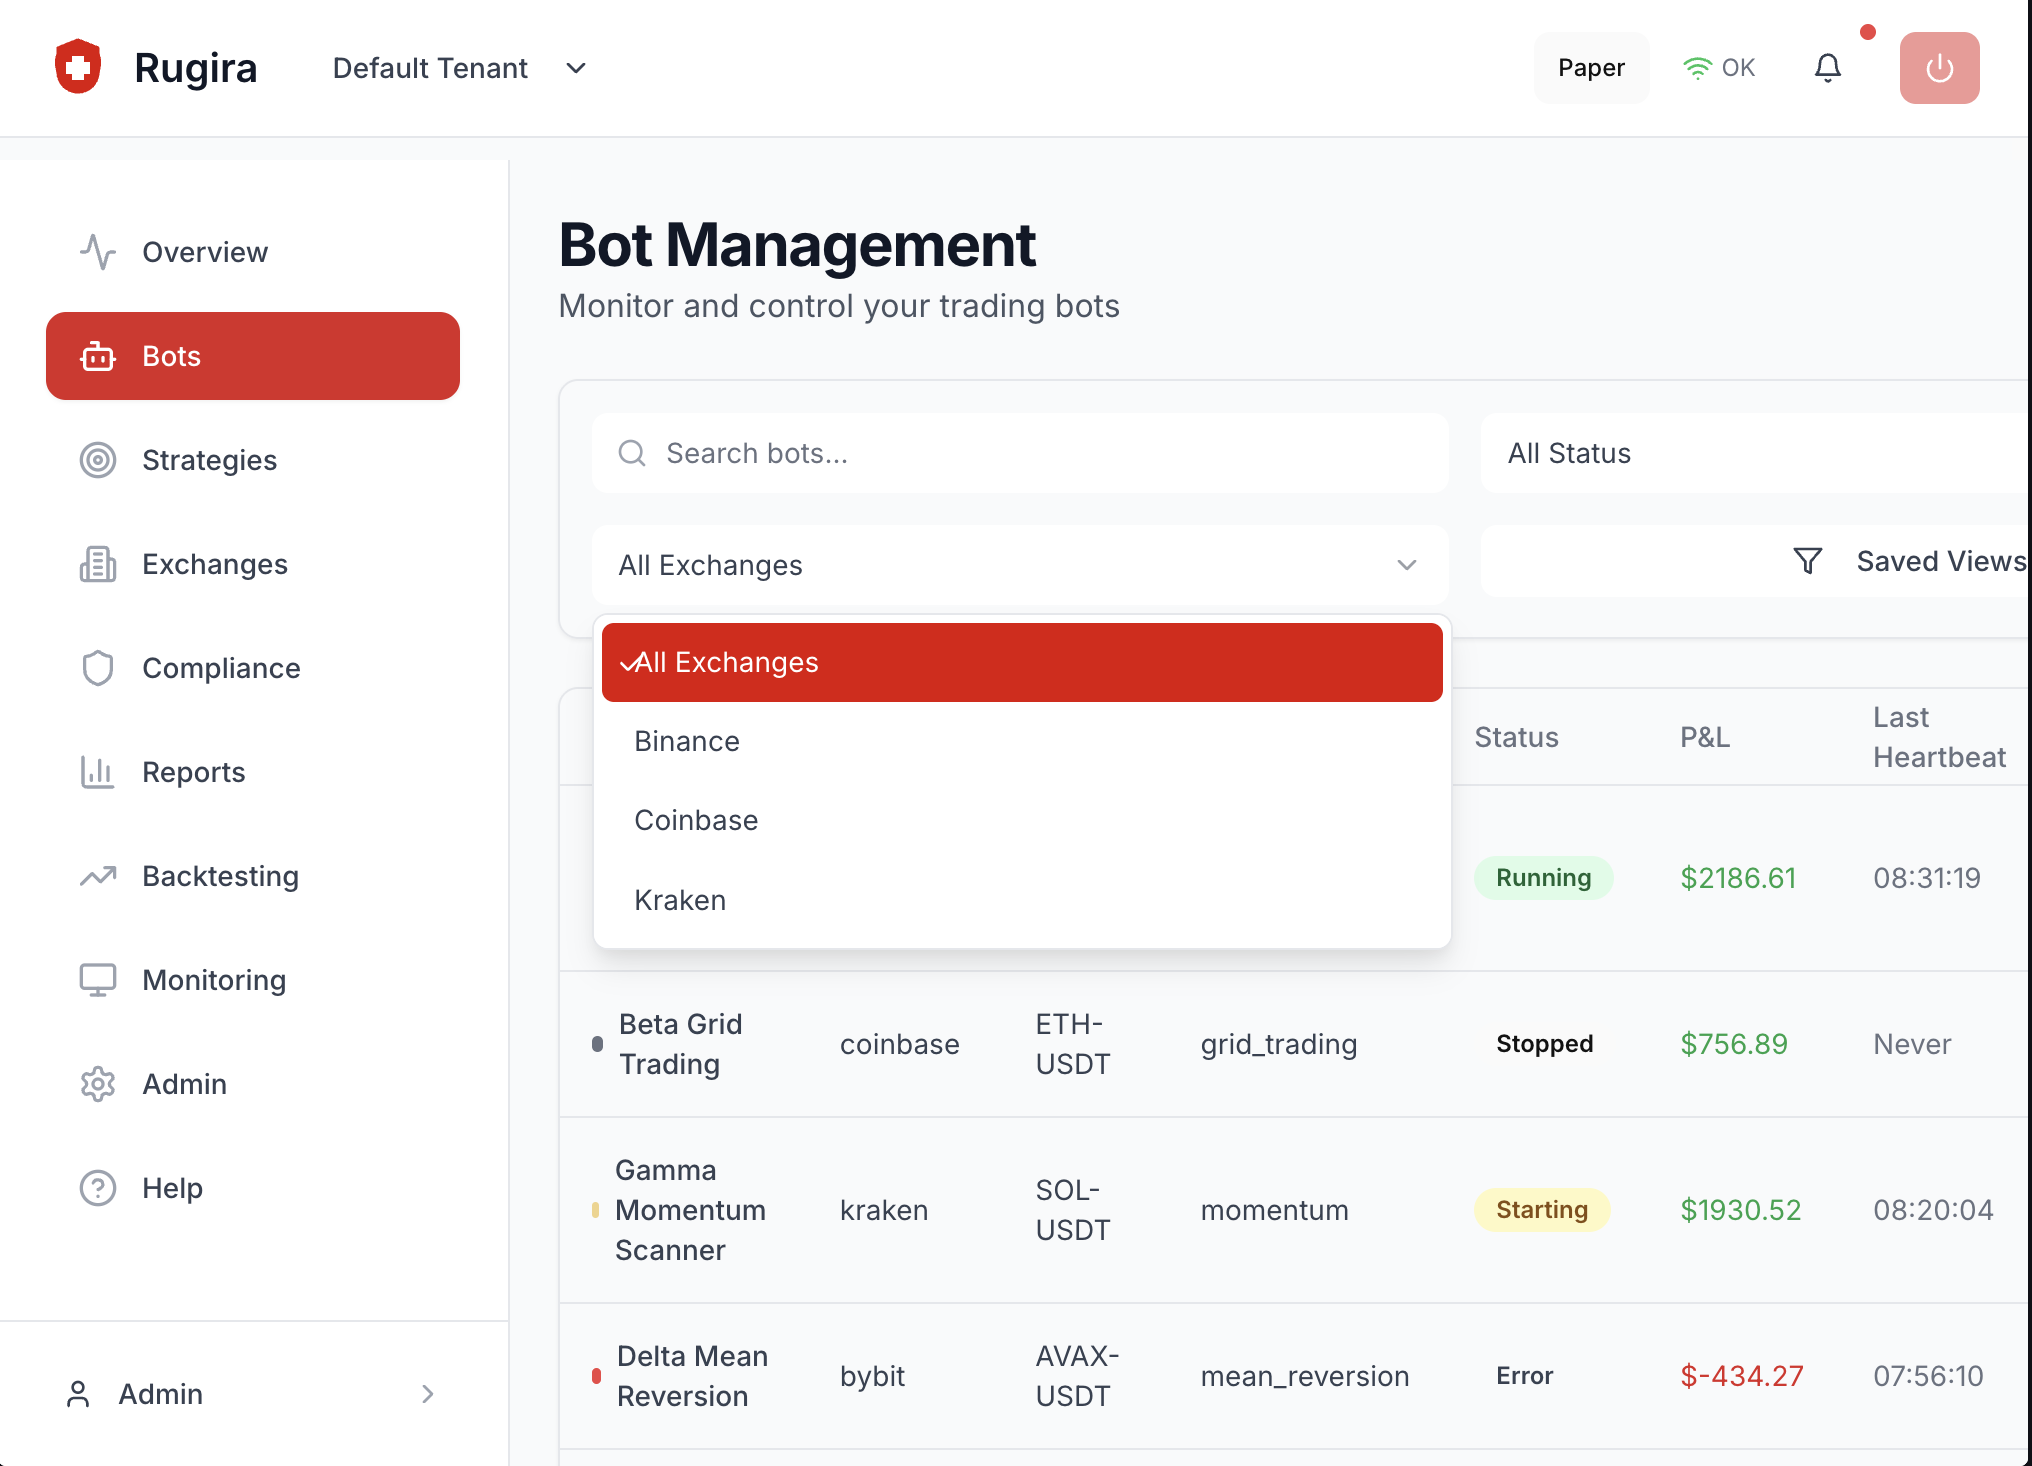 Rugira
Default Tenant
Paper
OK
Overview
Bots
Strategies
Exchanges
Compliance
Reports
Backtesting
Monitoring
Admin
Help
Admin
Bot Management
Monitor and control your trading bots
Search bots...
All Status
All Exchanges
Saved Views
All Exchanges
Binance
Coinbase
Kraken
Status
P&L
Last
Heartbeat
Running
$2186.61
08:31:19
Beta Grid
Trading
coinbase
ETH-
USDT
grid_trading
Stopped
$756.89
Never
Gamma
Momentum
Scanner
kraken
SOL-
USDT
momentum
Starting
$1930.52
08:20:04
Delta Mean
Reversion
bybit
AVAX-
USDT
mean_reversion
Error
$-434.27
07:56:10